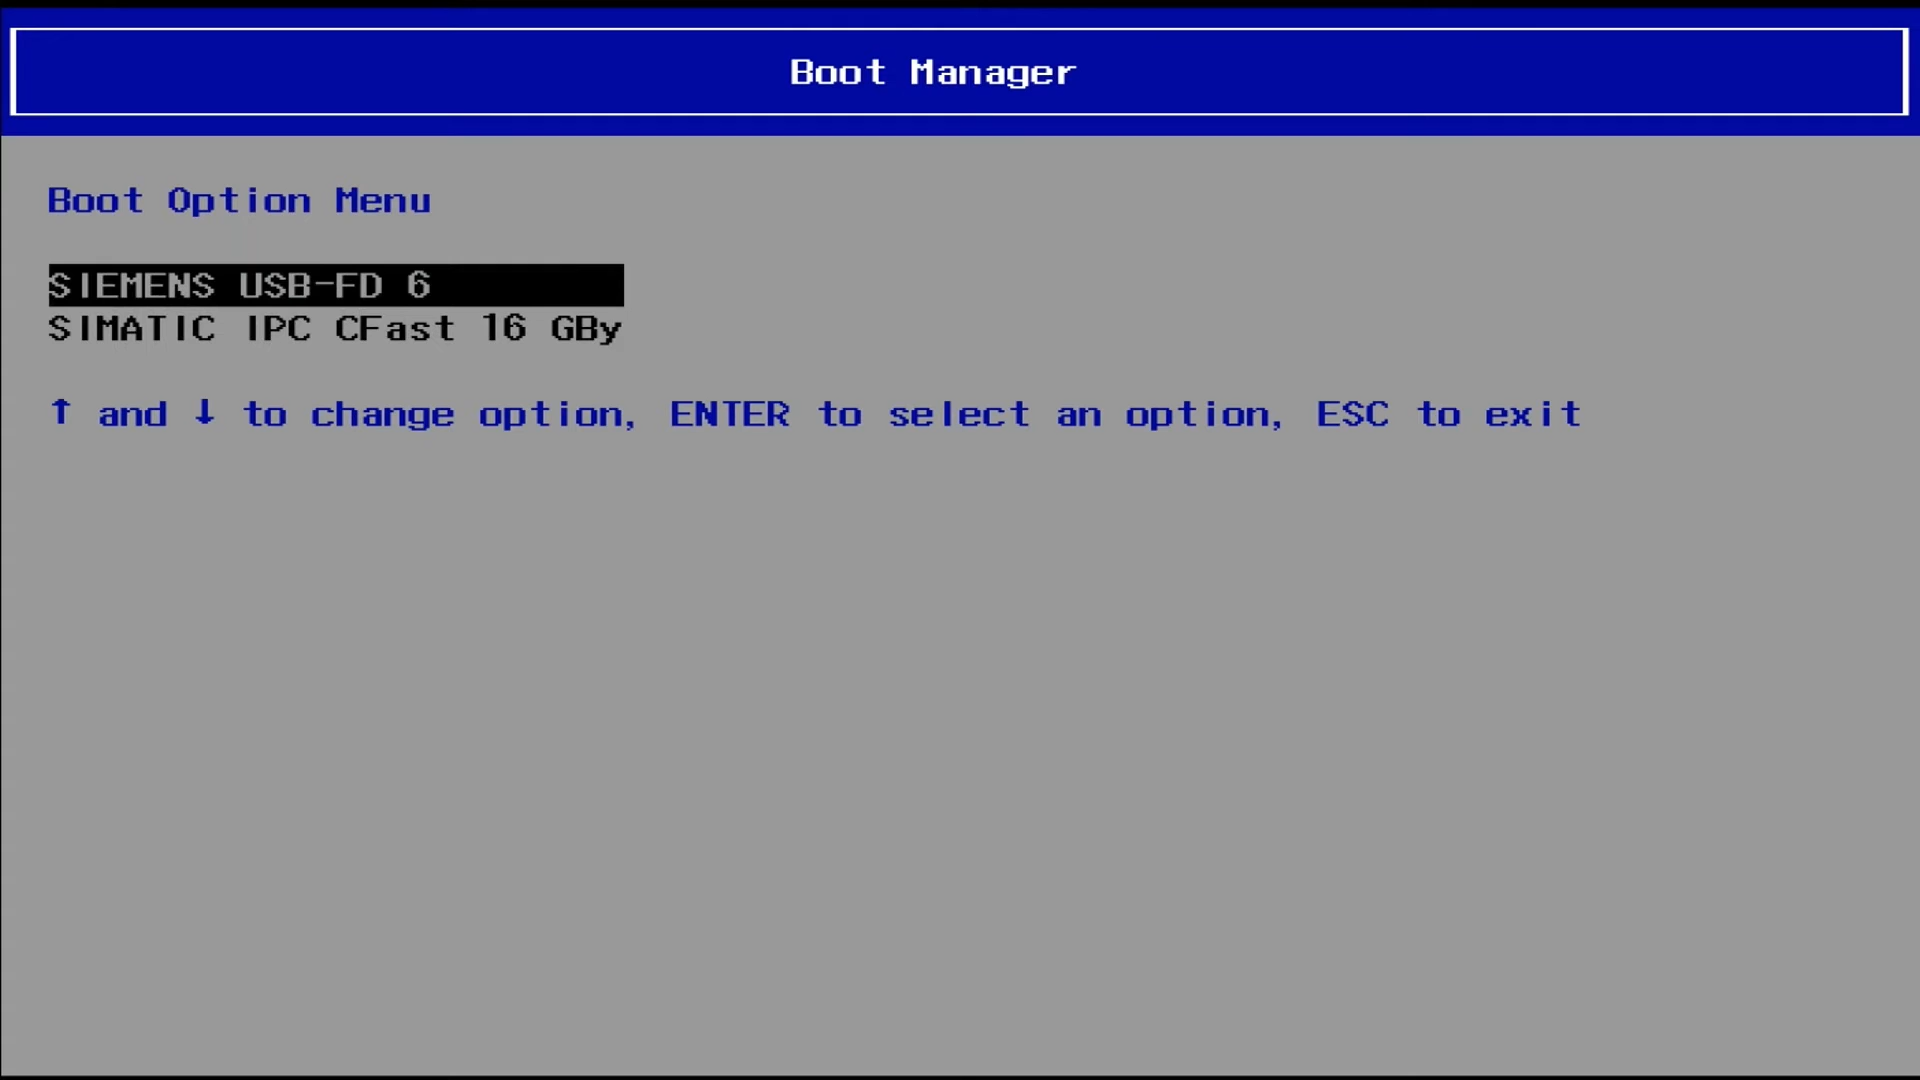 Boot Manager
Boot Option Menu
SIEMENS USB-FD 6
SIMATIC IPC CFast 16 GBy
↑ and ↓ to change option, ENTER to select an option, ESC to exit